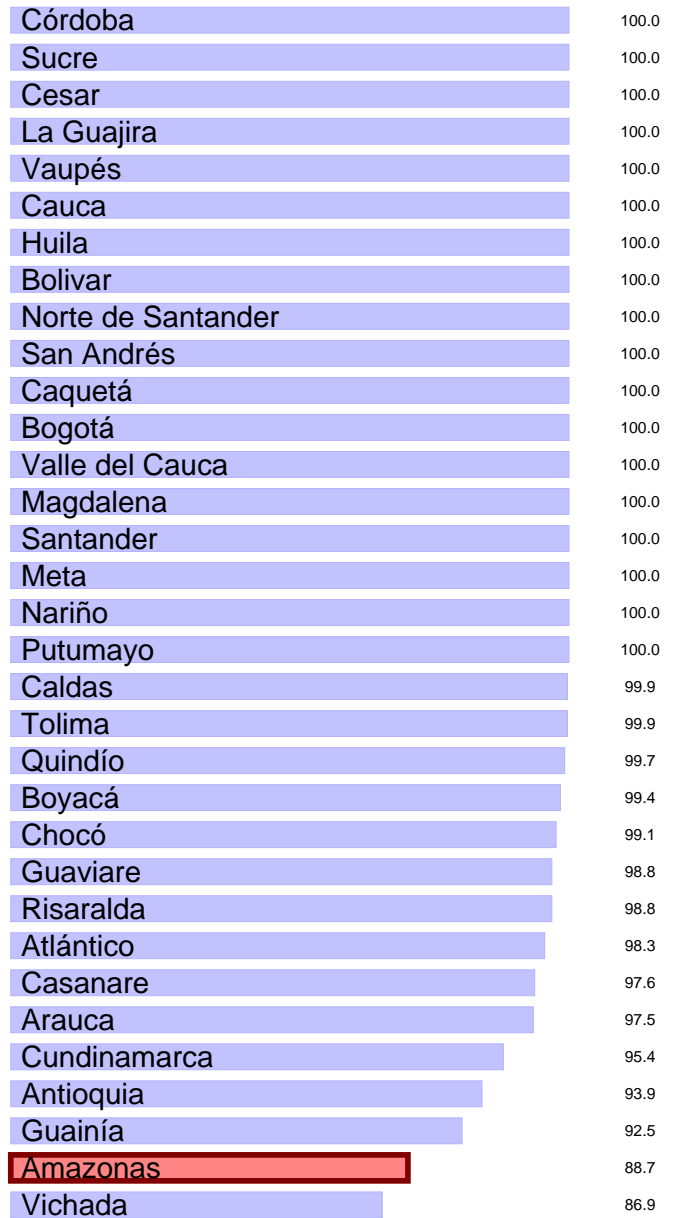 Córdoba 100.0
Sucre 100.0
Cesar 100.0
La Guajira 100.0
Vaupés 100.0
Cauca 100.0
Huila 100.0
Bolivar 100.0
Norte de Santander 100.0
San Andrés 100.0
Caquetá 100.0
Bogotá 100.0
Valle del Cauca 100.0
Magdalena 100.0
Santander 100.0
Meta 100.0
Nariño 100.0
Putumayo 100.0
Caldas 99.9
Tolima 99.9
Quindío 99.7
Boyacá 99.4
Chocó 99.1
Guaviare 98.8
Risaralda 98.8
Atlántico 98.3
Casanare 97.6
Arauca 97.5
Cundinamarca 95.4
Antioquia 93.9
Guainía 92.5
Amazonas 88.7
Vichada 86.9